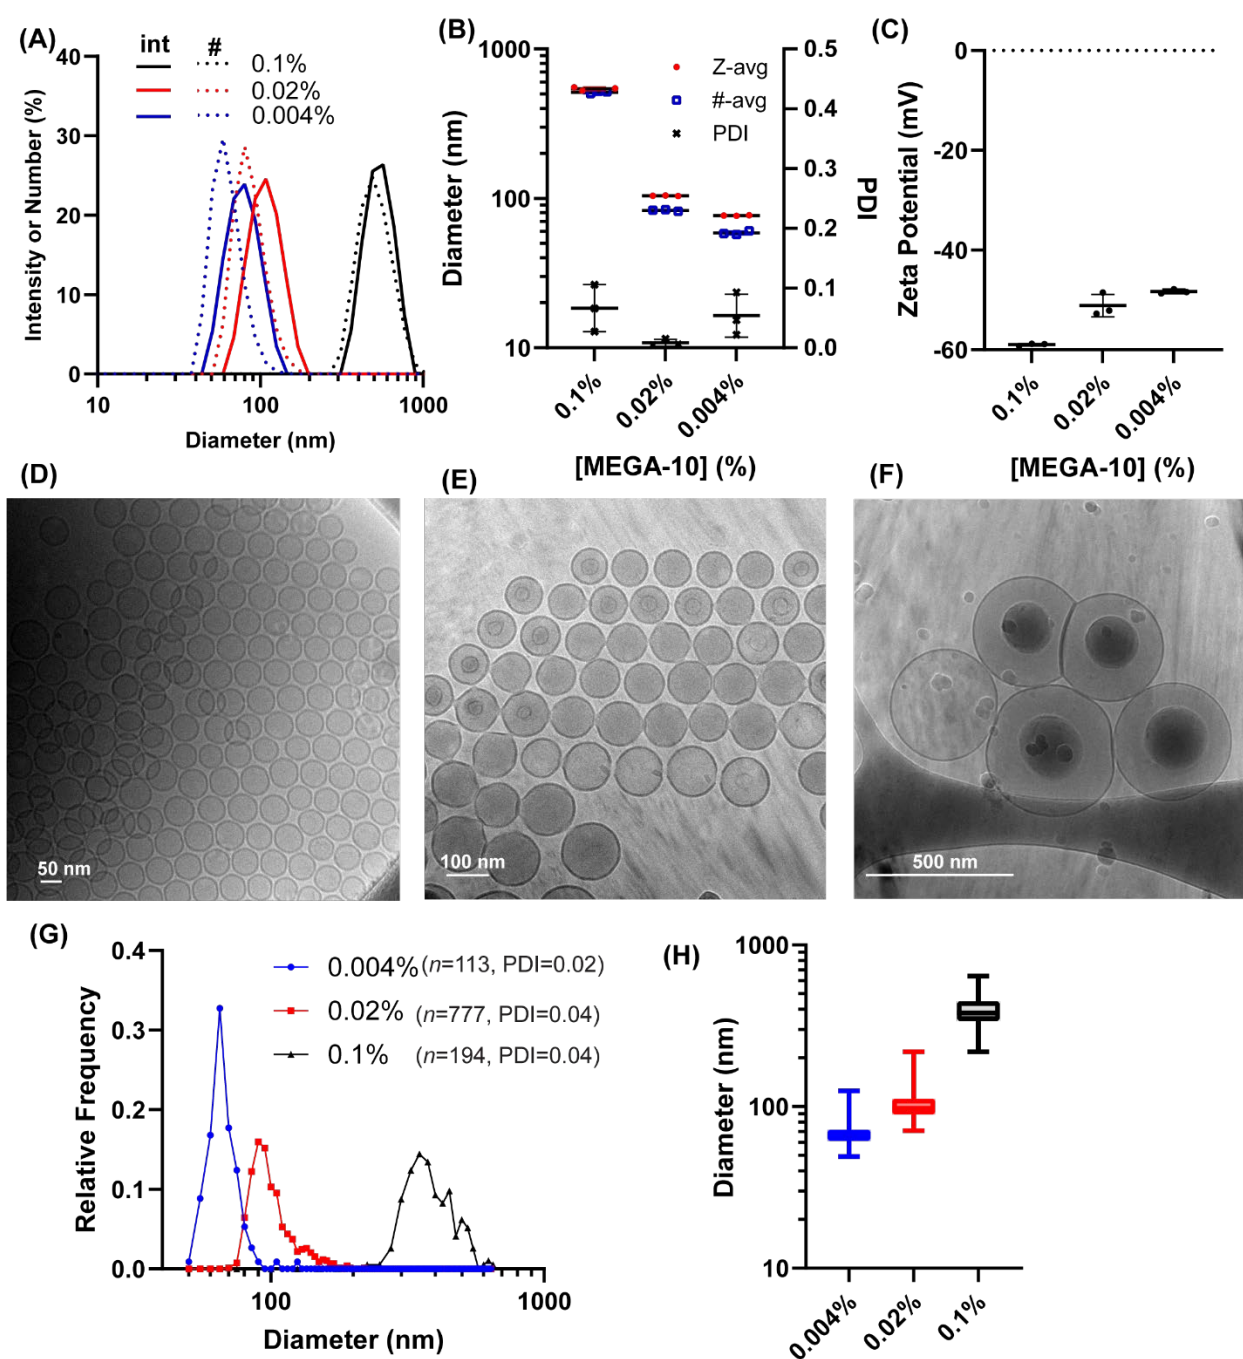 (A)
int
#
0.1%
0.02%
0.004%
Intensity or Number (%)
40
30
20
10
0
10
100
1000
Diameter (nm)
(B)
1000
100
10
Diameter (nm)
Z-avg
#-avg
PDI
0.5
0.4
0.3
0.2
0.1
0.0
PDI
0.1%
0.02%
0.004%
[MEGA-10] (%)
(C)
0
-20
-40
-60
Zeta Potential (mV)
0.1%
0.02%
0.004%
[MEGA-10] (%)
(D)
50 nm
(E)
100 nm
(F)
500 nm
(G)
0.4
0.3
0.2
0.1
0.0
Relative Frequency
0.004% (n=113, PDI=0.02)
0.02% (n=777, PDI=0.04)
0.1% (n=194, PDI=0.04)
100
1000
Diameter (nm)
(H)
1000
100
10
Diameter (nm)
0.004%
0.02%
0.1%